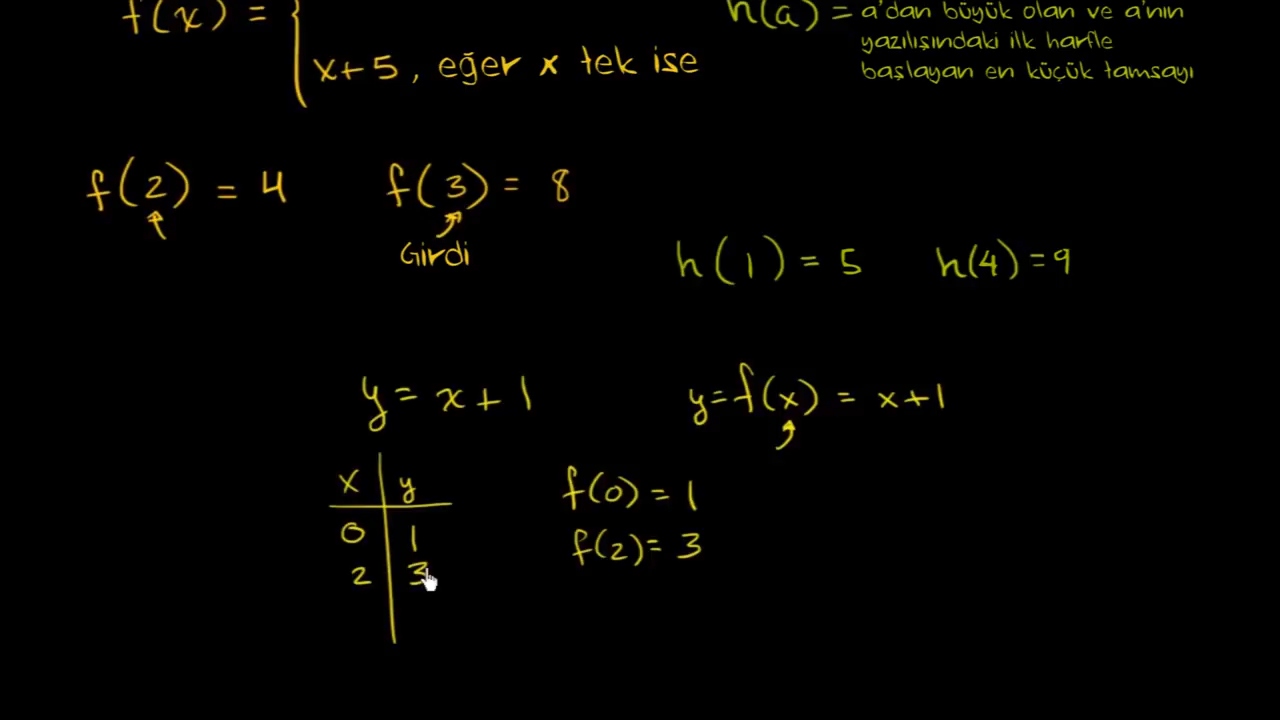 f(x) = {
x+5, eğer x tek ise
h(a) = a'dan büyük olan ve a'nın
yazılışındaki ilk harfle
başlayan en küçük tamsayı
f(2) = 4
f(3) = 8
Girdi
h(1) = 5
h(4) = 9
y = x + 1
y = f(x) = x+1
x y
0 1
2 3
f(0) = 1
f(2) = 3